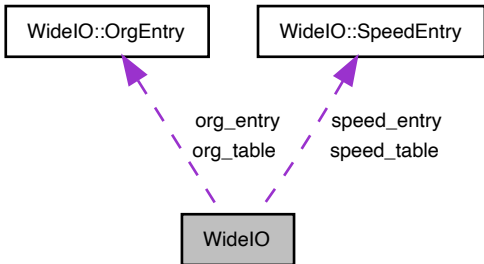 WideIO::OrgEntry
WideIO::SpeedEntry
org_entry
org_table
speed_entry
speed_table
WideIO